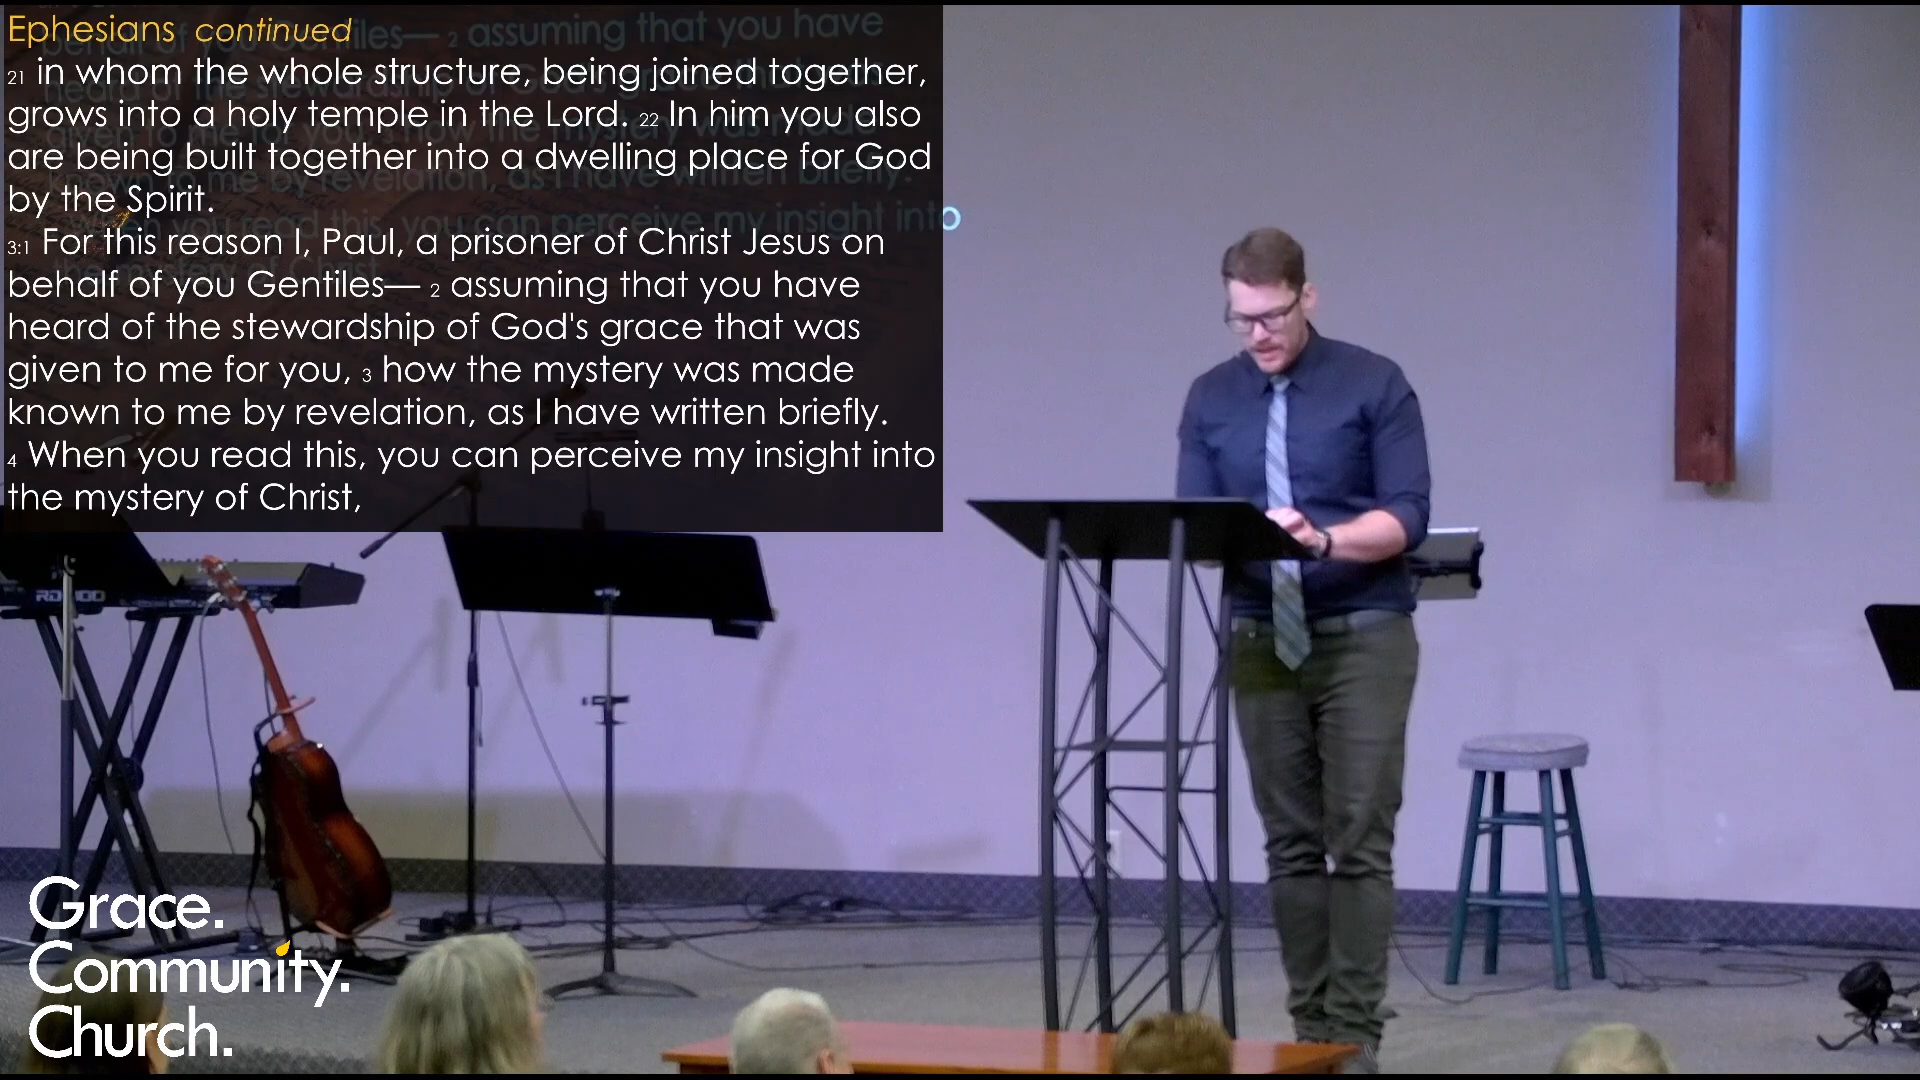 Ephesians continued
21 in whom the whole structure, being joined together,
grows into a holy temple in the Lord. 22 In him you also
are being built together into a dwelling place for God
by the Spirit.
3:1 For this reason I, Paul, a prisoner of Christ Jesus on
behalf of you Gentiles— 2 assuming that you have
heard of the stewardship of God's grace that was
given to me for you, 3 how the mystery was made
known to me by revelation, as I have written briefly.
4 When you read this, you can perceive my insight into
the mystery of Christ,
Grace.
Community.
Church.